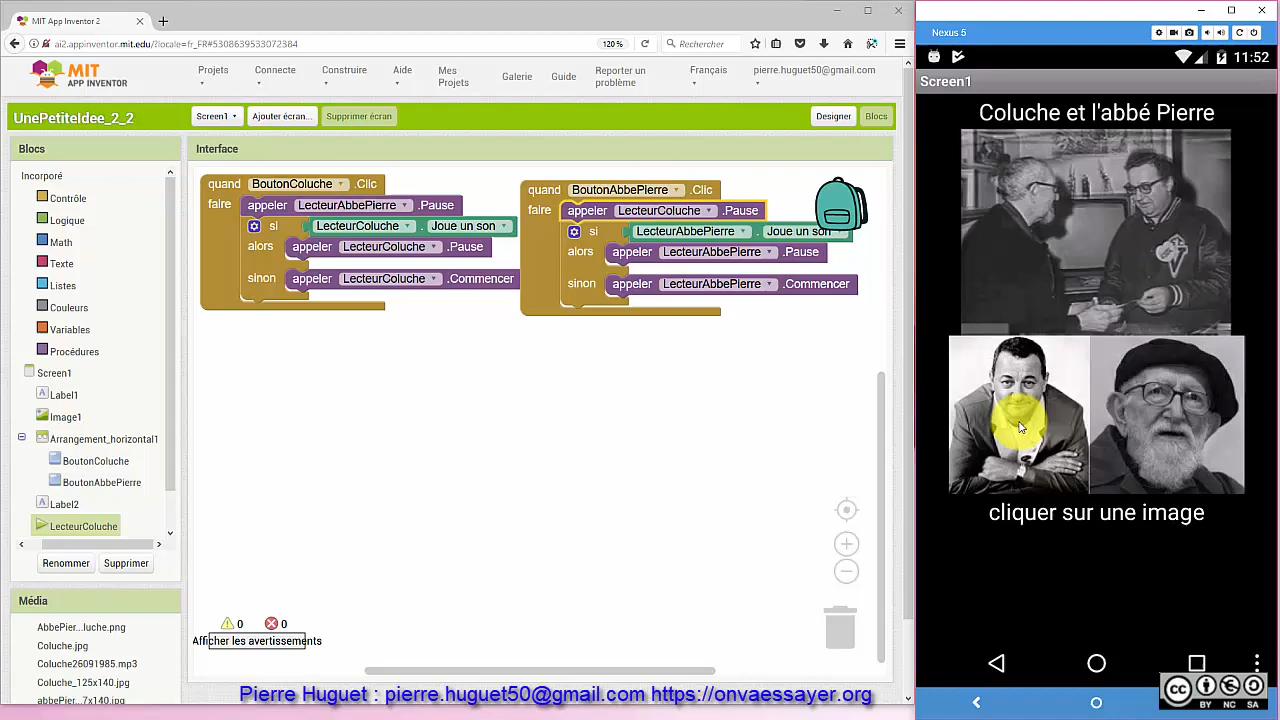 MIT App Inventor 2
ai2.appinventor.mit.edu/?locale=fr_FR#5308639533072384
120 %
Rechercher
MIT
APP INVENTOR
Projets
Connecte
Construire
Aide
Mes Projets
Galerie
Guide
Reporter un problème
Français
pierre.huguet50@gmail.com
UnePetiteIdee_2_2
Screen1
Ajouter écran...
Supprimer écran
Designer
Blocs
Blocs
Interface
Incorporé
Contrôle
Logique
Math
Texte
Listes
Couleurs
Variables
Procédures
Screen1
Label1
Image1
Arrangement_horizontal1
BoutonColuche
BoutonAbbePierre
Label2
LecteurColuche
Renommer
Supprimer
Média
AbbePier...luche.png
Coluche.jpg
Coluche26091985.mp3
Coluche_125x140.jpg
abbePier...7x140.jpg
quand BoutonColuche .Clic
faire appeler LecteurAbbePierre .Pause
si LecteurColuche . Joue un son
alors appeler LecteurColuche .Pause
sinon appeler LecteurColuche .Commencer
quand BoutonAbbePierre .Clic
faire appeler LecteurColuche .Pause
si LecteurAbbePierre . Joue un son
alors appeler LecteurAbbePierre .Pause
sinon appeler LecteurAbbePierre .Commencer
0 0
Afficher les avertissements
Nexus 5
11:52
Screen1
Coluche et l'abbé Pierre
cliquer sur une image
Pierre Huguet : pierre.huguet50@gmail.com https://onvaessayer.org
cc
BY NC SA